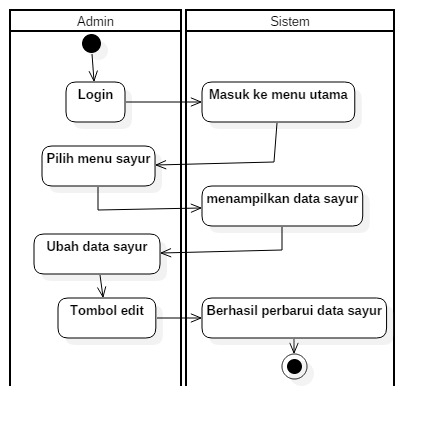 Admin
Sistem
Login
Masuk ke menu utama
Pilih menu sayur
menampilkan data sayur
Ubah data sayur
Tombol edit
Berhasil perbarui data sayur